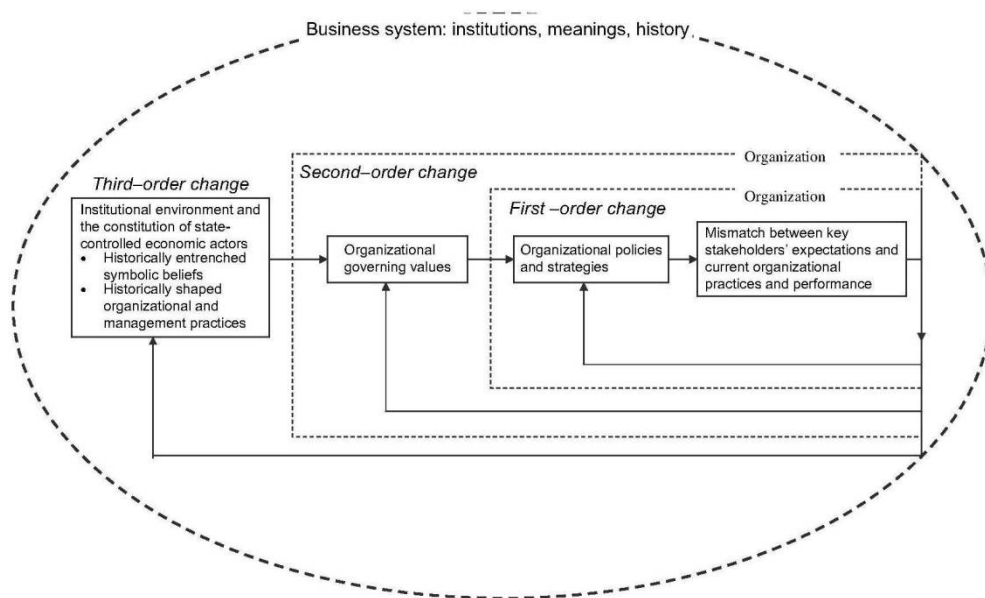 Business system: institutions, meanings, history
Organization
Second–order change
Organization
Third–order change
First –order change
Institutional environment and
the constitution of state-
controlled economic actors
• Historically entrenched
symbolic beliefs
• Historically shaped
organizational and
management practices
Organizational
governing values
Organizational policies
and strategies
Mismatch between key
stakeholders' expectations and
current organizational
practices and performance